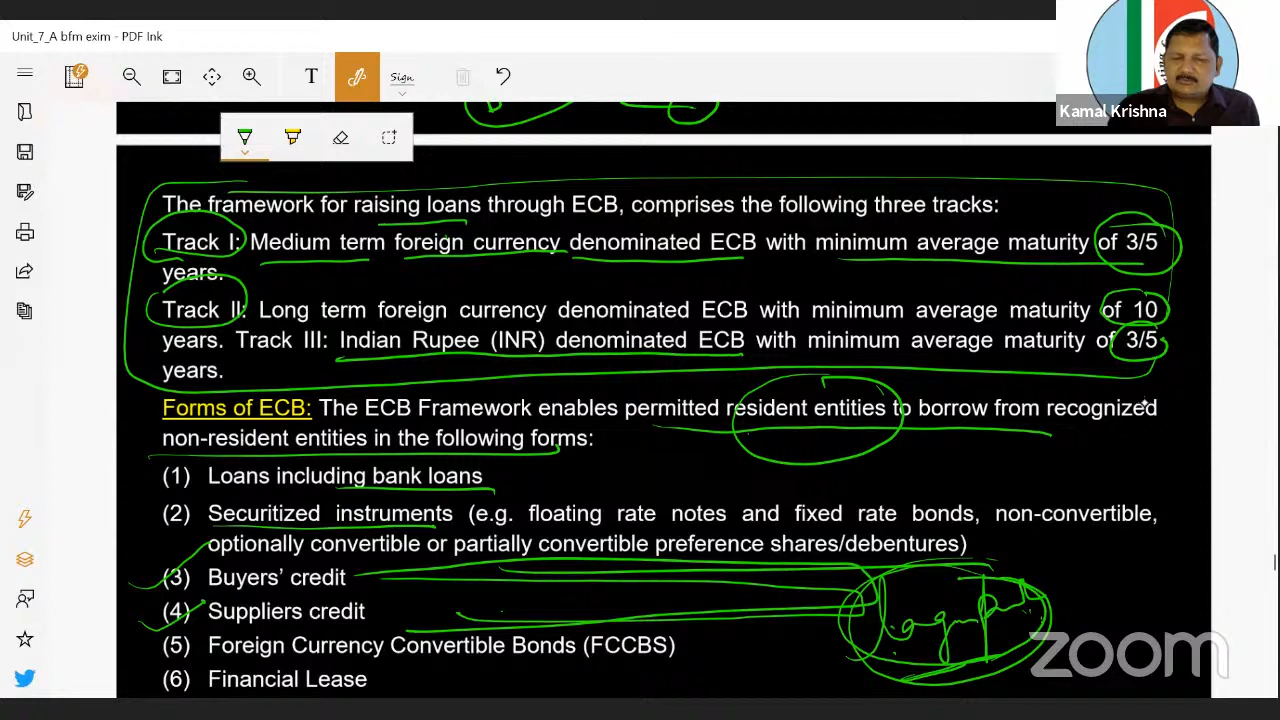 Unit_7_A bfm exim - PDF Ink
T
Sign
Kamal Krishna
The framework for raising loans through ECB, comprises the following three tracks:
Track I: Medium term foreign currency denominated ECB with minimum average maturity of 3/5
years.
Track II: Long term foreign currency denominated ECB with minimum average maturity of 10
years. Track III: Indian Rupee (INR) denominated ECB with minimum average maturity of 3/5
years.
Forms of ECB: The ECB Framework enables permitted resident entities to borrow from recognized
non-resident entities in the following forms:
(1) Loans including bank loans
(2) Securitized instruments (e.g. floating rate notes and fixed rate bonds, non-convertible,
optionally convertible or partially convertible preference shares/debentures)
(3) Buyers’ credit
(4) Suppliers credit
(5) Foreign Currency Convertible Bonds (FCCBS)
(6) Financial Lease
zoom